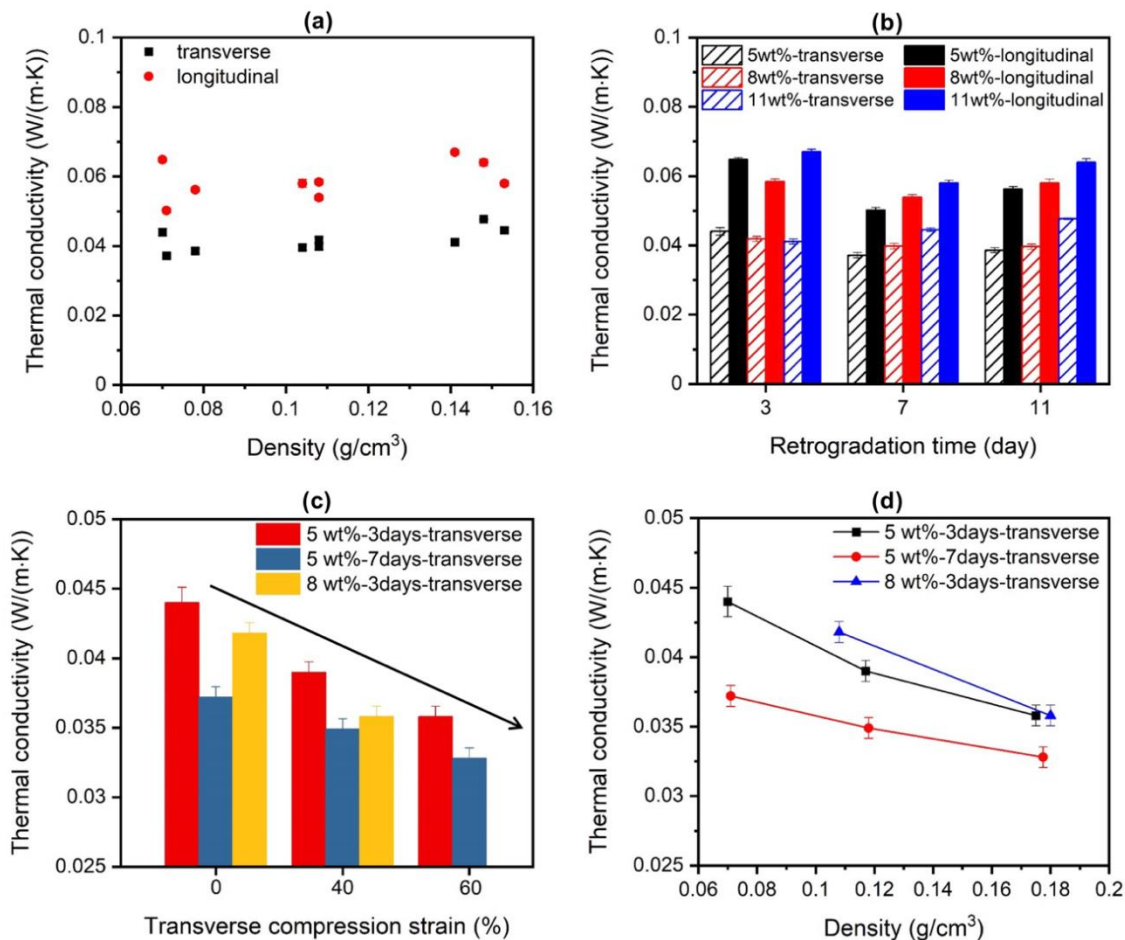 (a)
Thermal conductivity (W/(m·K))
0.1
0.08
0.06
0.04
0.02
0
transverse
longitudinal
0.06 0.08 0.10 0.12 0.14 0.16
Density (g/cm³)
(b)
Thermal conductivity (W/(m·K))
0.1
0.08
0.06
0.04
0.02
0
5wt%-transverse 5wt%-longitudinal
8wt%-transverse 8wt%-longitudinal
11wt%-transverse 11wt%-longitudinal
3 7 11
Retrogradation time (day)
(c)
Thermal conductivity (W/(m·K))
0.05
0.045
0.04
0.035
0.03
0.025
5 wt%-3days-transverse
5 wt%-7days-transverse
8 wt%-3days-transverse
0 40 60
Transverse compression strain (%)
(d)
Thermal conductivity (W/(m·K))
0.05
0.045
0.04
0.035
0.03
0.025
5 wt%-3days-transverse
5 wt%-7days-transverse
8 wt%-3days-transverse
0.06 0.08 0.1 0.12 0.14 0.16 0.18 0.2
Density (g/cm³)